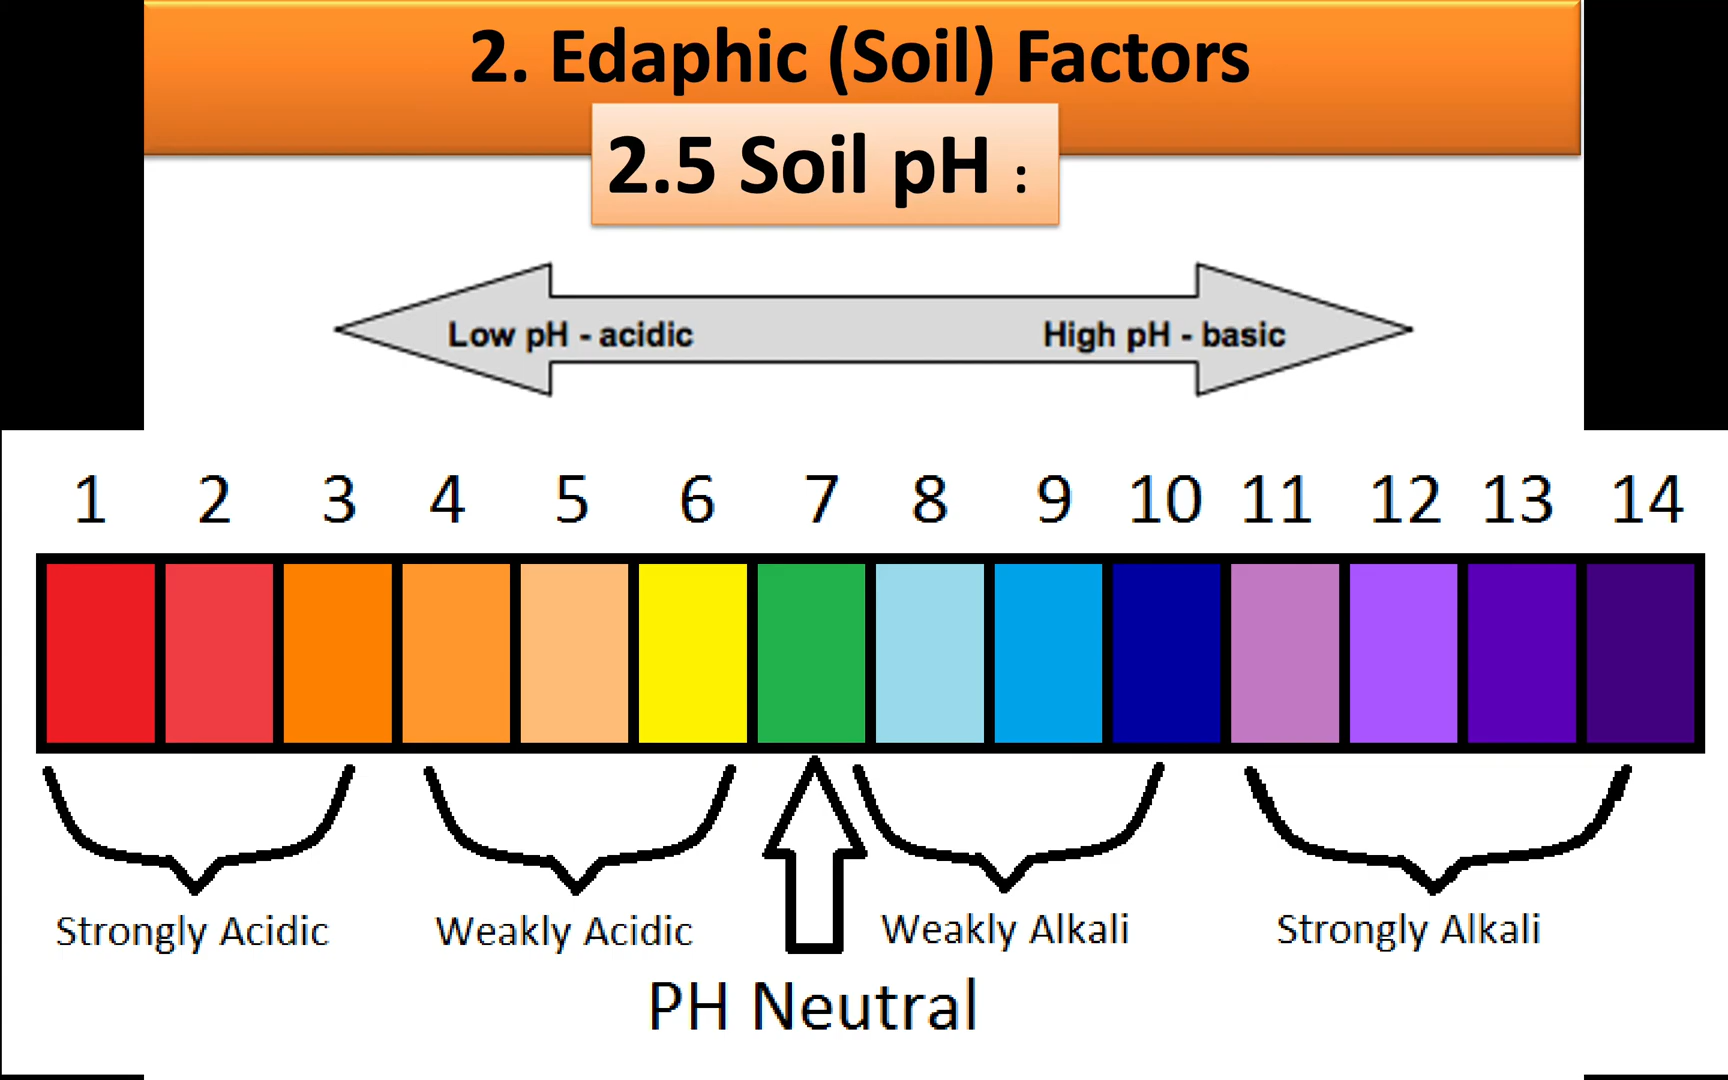 2. Edaphic (Soil) Factors
2.5 Soil pH :
Low pH - acidic High pH - basic
1 2 3 4 5 6 7 8 9 10 11 12 13 14
Strongly Acidic Weakly Acidic Weakly Alkali Strongly Alkali
PH Neutral